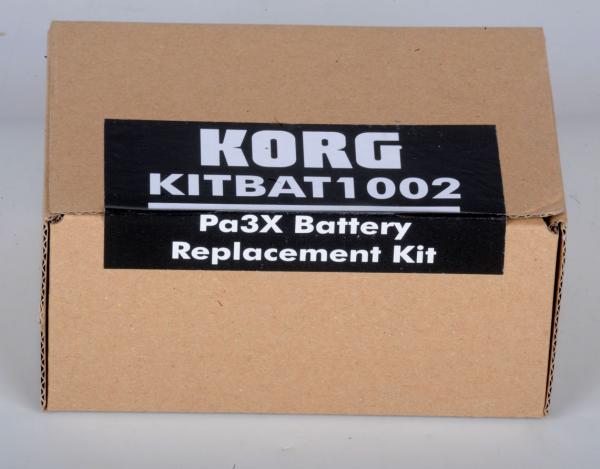 KORG
KITBAT1002
Pa3X Battery
Replacement Kit